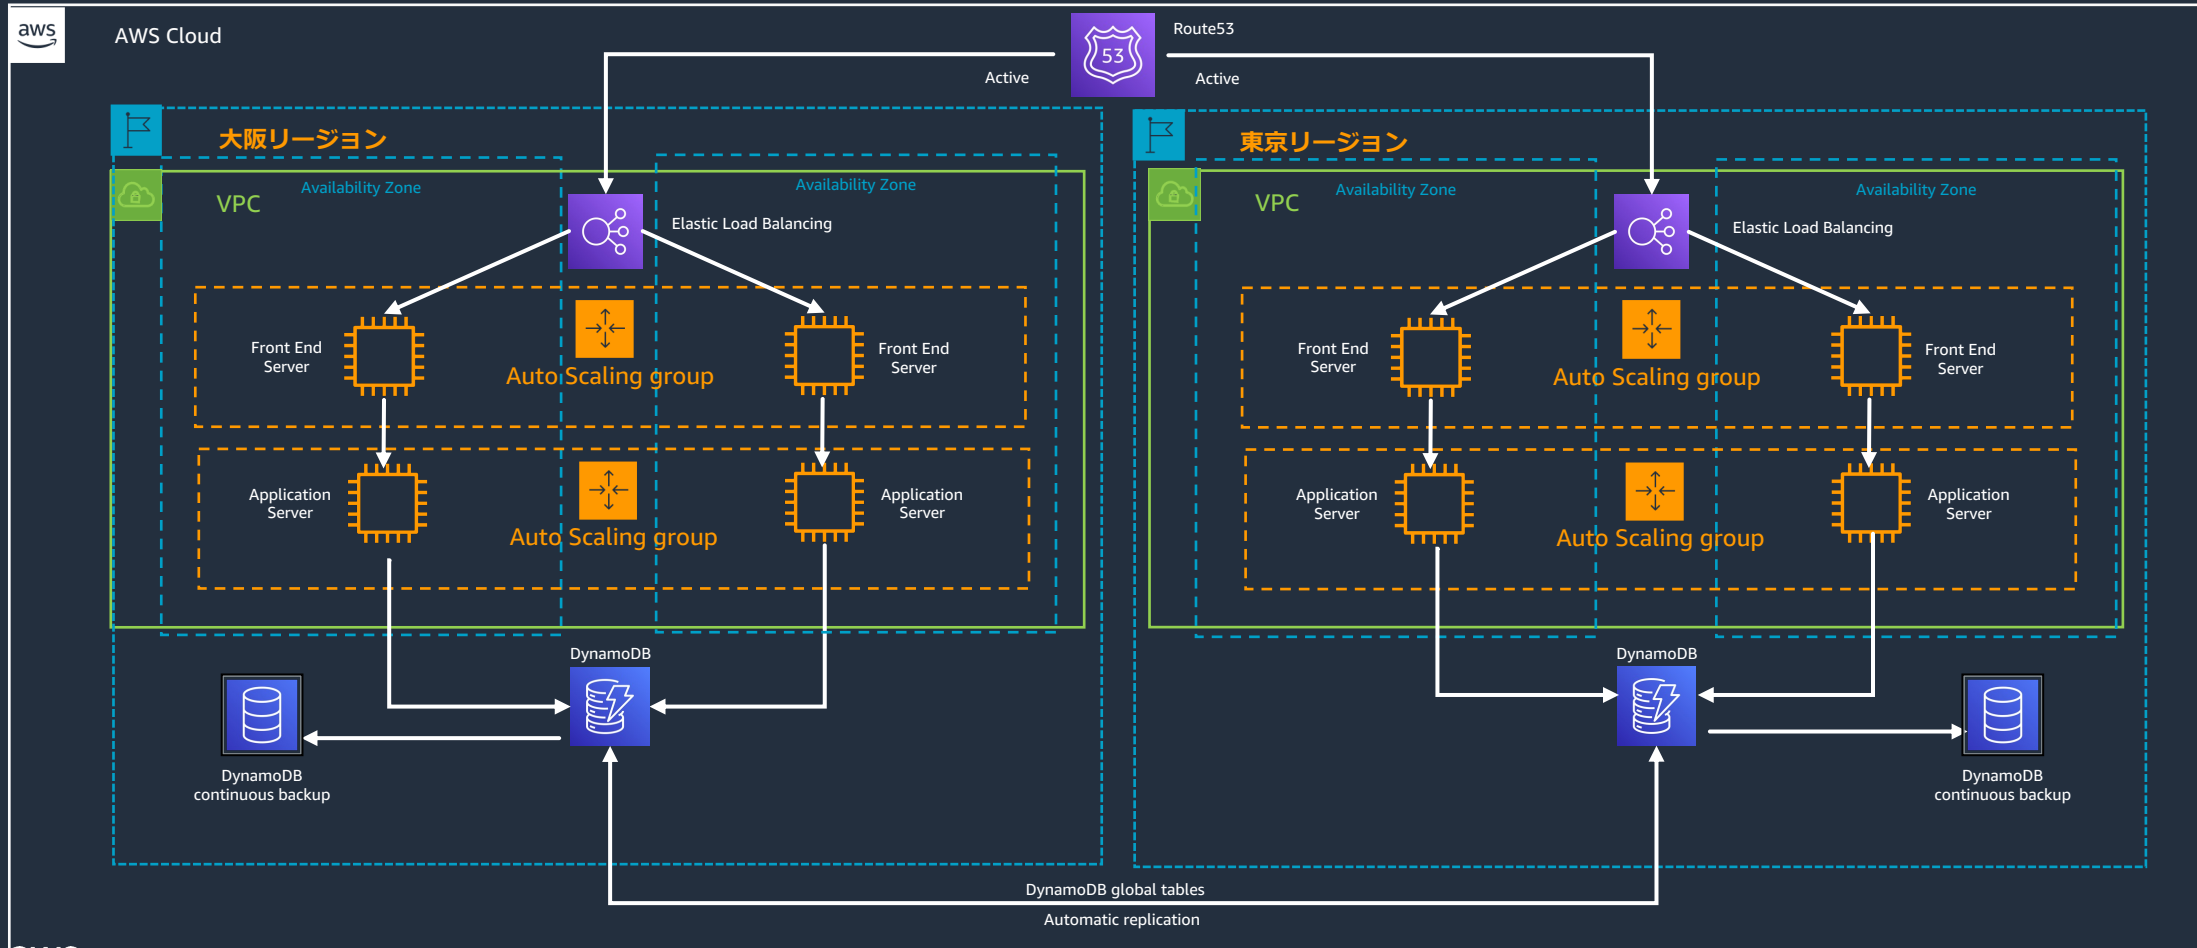 aws
AWS Cloud
Route53
53
Active
Active
大阪リージョン
東京リージョン
VPC
Availability Zone
Availability Zone
Elastic Load Balancing
Front End
Server
Auto Scaling group
Front End
Server
Application
Server
Auto Scaling group
Application
Server
DynamoDB
DynamoDB
continuous backup
VPC
Availability Zone
Availability Zone
Elastic Load Balancing
Front End
Server
Auto Scaling group
Front End
Server
Application
Server
Auto Scaling group
Application
Server
DynamoDB
DynamoDB
continuous backup
DynamoDB global tables
Automatic replication